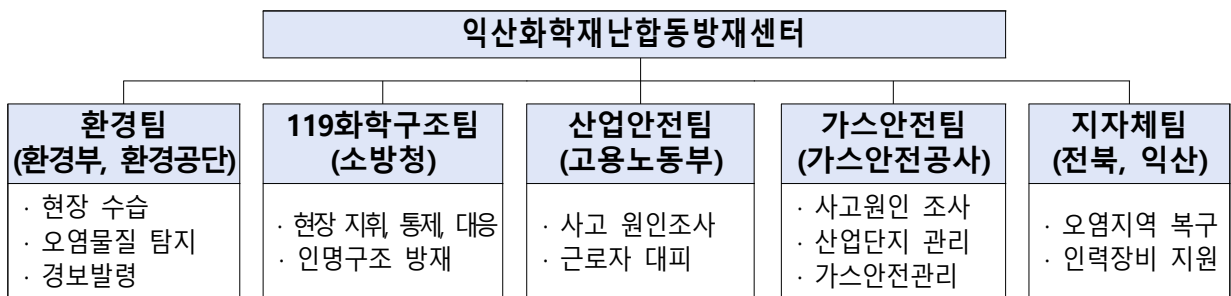 익산화학재난합동방재센터
환경팀
(환경부, 환경공단)
· 현장 수습
· 오염물질 탐지
· 경보발령
119화학구조팀
(소방청)
· 현장 지휘, 통제, 대응
· 인명구조 방재
산업안전팀
(고용노동부)
· 사고 원인조사
· 근로자 대피
가스안전팀
(가스안전공사)
· 사고원인 조사
· 산업단지 관리
· 가스안전관리
지자체팀
(전북, 익산)
· 오염지역 복구
· 인력장비 지원